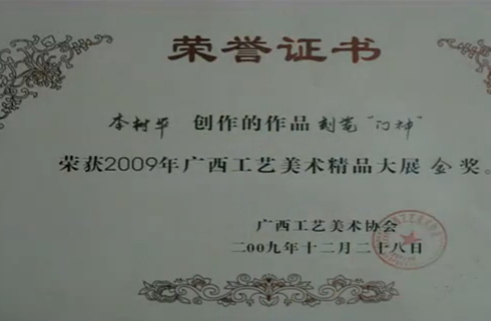 荣誉证书
李树华 创作的作品 刻瓷“门神”
荣获2009年广西工艺美术精品大展 金奖。
广西工艺美术协会
二00九年十二月二十八日